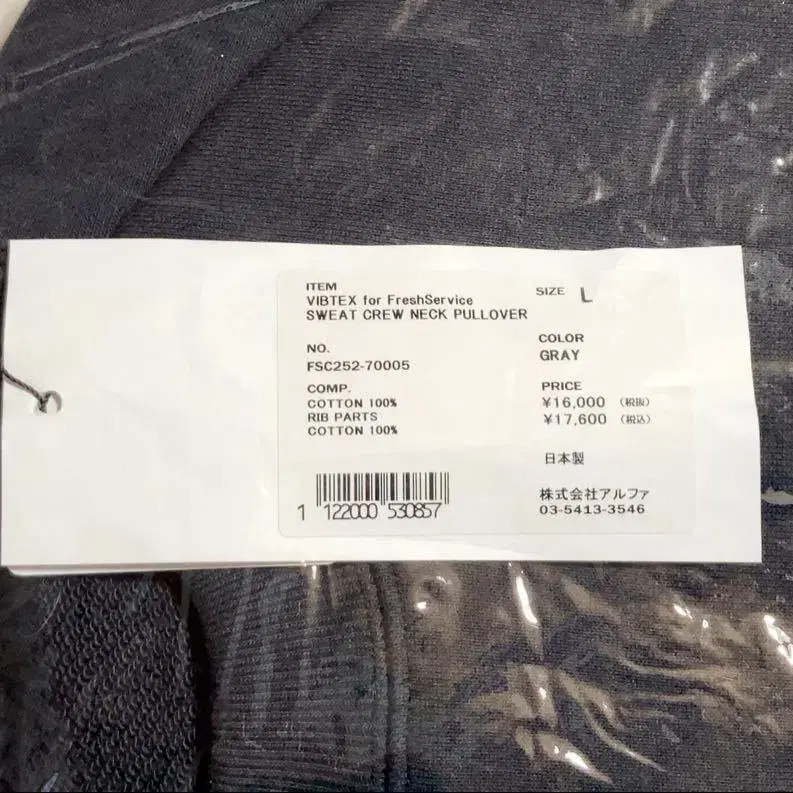 ITEM
VIBTEX for FreshService
SWEAT CREW NECK PULLOVER
SIZE L
NO.
FSC252-70005
COLOR
GRAY
COMP.
COTTON 100%
RIB PARTS
COTTON 100%
PRICE
¥16,000 (税抜)
¥17,600 (税込)
日本製
株式会社アルファ
03-5413-3546
1 122000 530857